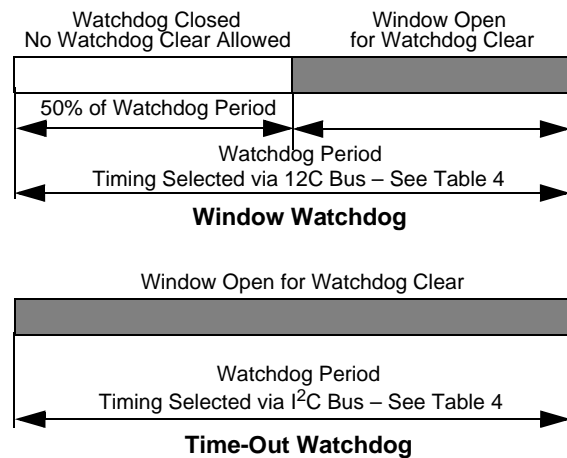 Watchdog Closed
No Watchdog Clear Allowed
Window Open
for Watchdog Clear
50% of Watchdog Period
Watchdog Period
Timing Selected via 12C Bus – See Table 4
Window Watchdog
Window Open for Watchdog Clear
Watchdog Period
Timing Selected via I²C Bus – See Table 4
Time-Out Watchdog